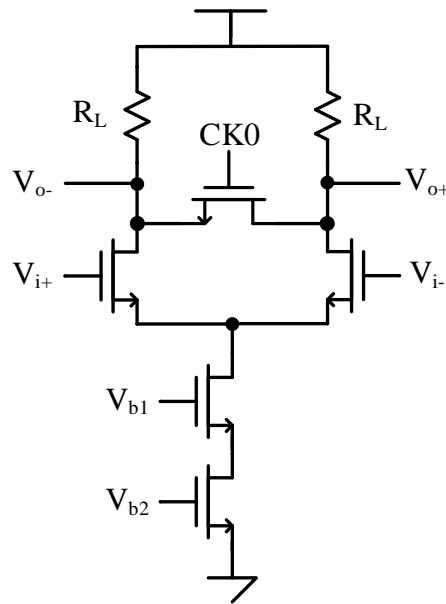 R_L
R_L
CK0
V_o-
V_o+
V_i+
V_i-
V_b1
V_b2